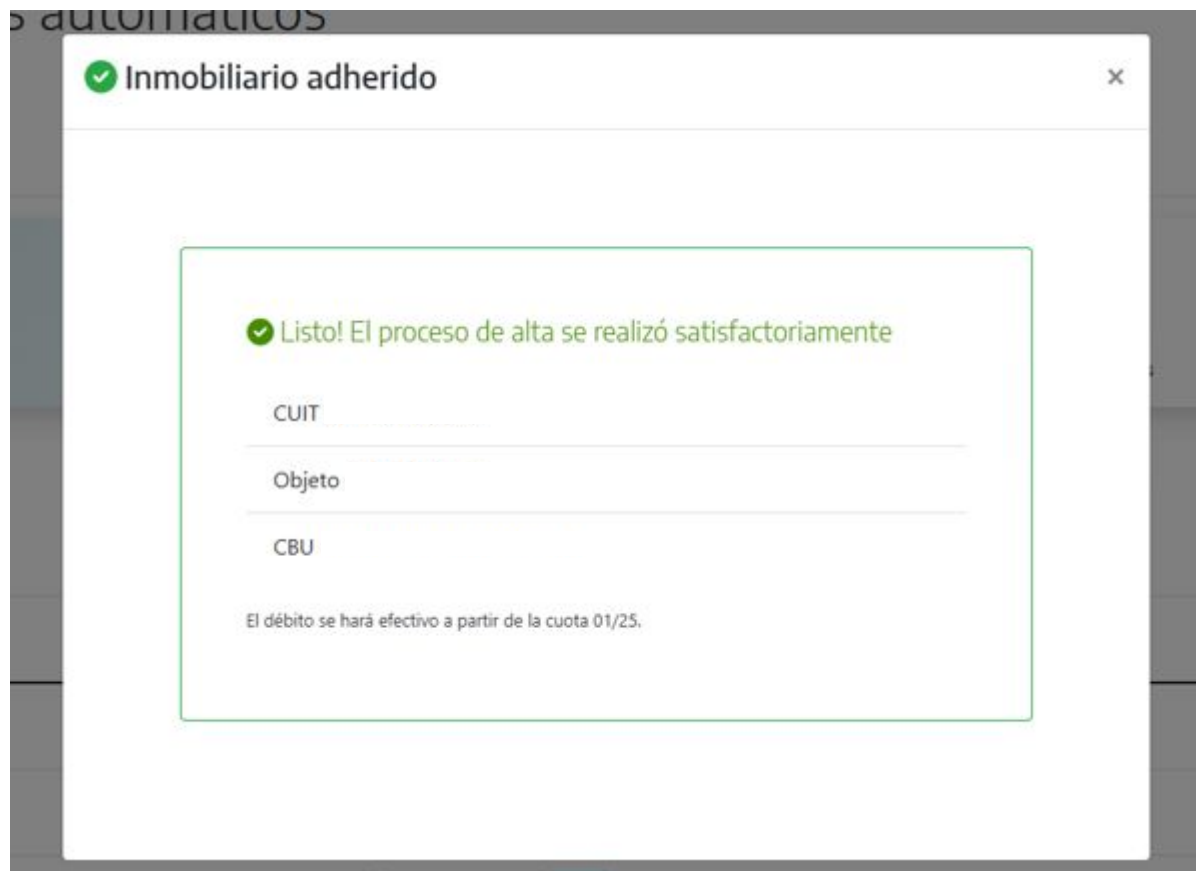 s automáticos
Inmobiliario adherido
×
Listo! El proceso de alta se realizó satisfactoriamente
CUIT
Objeto
CBU
El débito se hará efectivo a partir de la cuota 01/25.